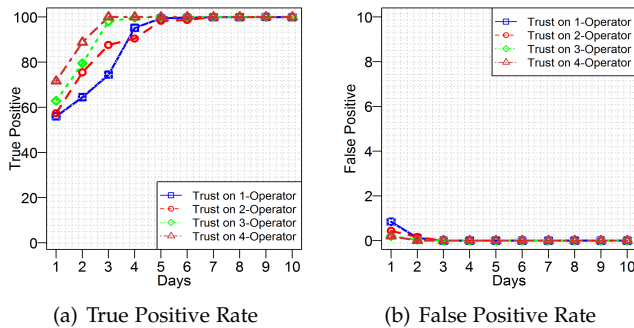 True Positive
100
80
60
40
20
0
Trust on 1-Operator
Trust on 2-Operator
Trust on 3-Operator
Trust on 4-Operator
1 2 3 4 5 6 7 8 9 10
Days
(a) True Positive Rate
False Positive
10
8
6
4
2
0
Trust on 1-Operator
Trust on 2-Operator
Trust on 3-Operator
Trust on 4-Operator
1 2 3 4 5 6 7 8 9 10
Days
(b) False Positive Rate